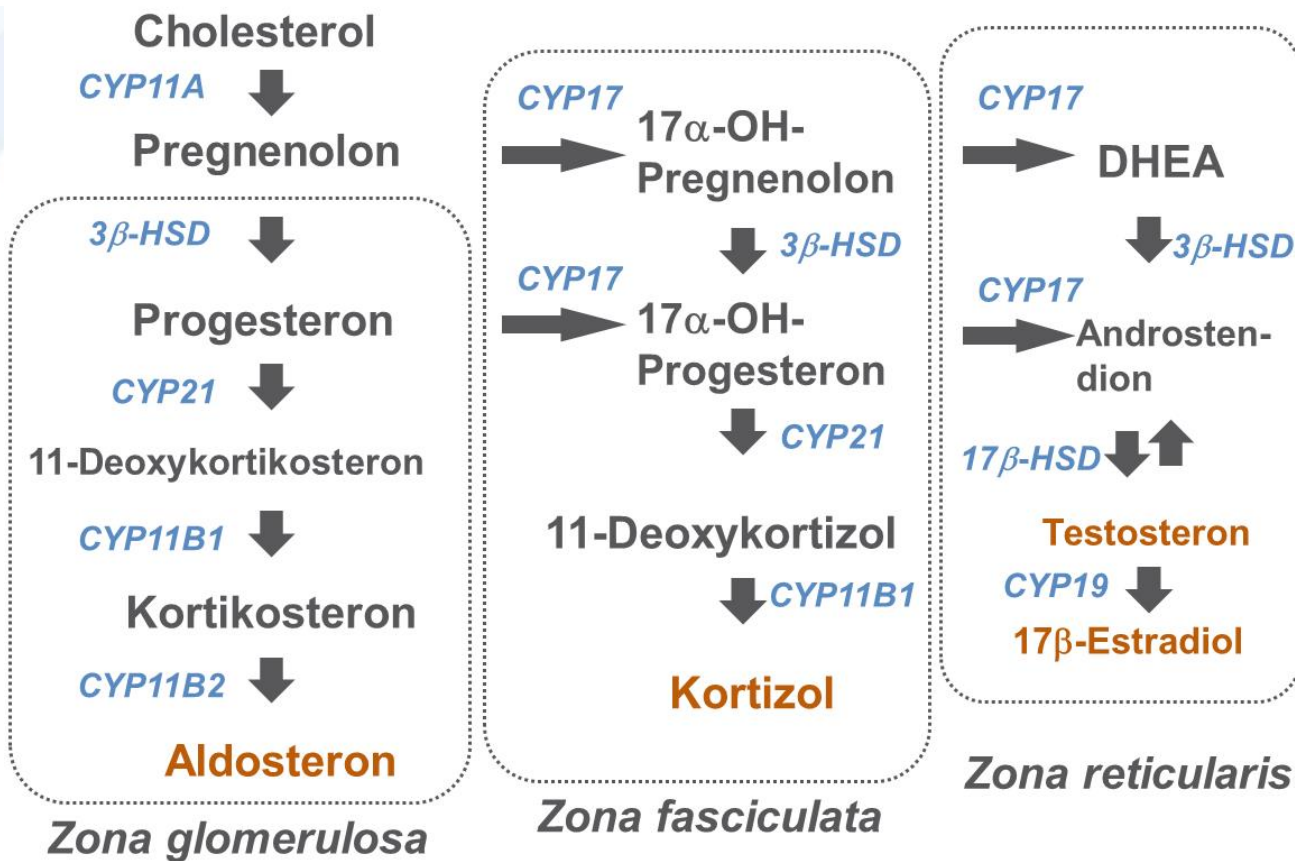 Cholesterol
CYP11A
Pregnenolon
3β-HSD
Progesteron
CYP21
11-Deoxykortikosteron
CYP11B1
Kortikosteron
CYP11B2
Aldosteron
Zona glomerulosa
CYP17
17α-OH-
Pregnenolon
3β-HSD
CYP17
17α-OH-
Progesteron
CYP21
11-Deoxykortizol
CYP11B1
Kortizol
Zona fasciculata
CYP17
DHEA
3β-HSD
CYP17
Androsten-
dion
17β-HSD
Testosteron
CYP19
17β-Estradiol
Zona reticularis